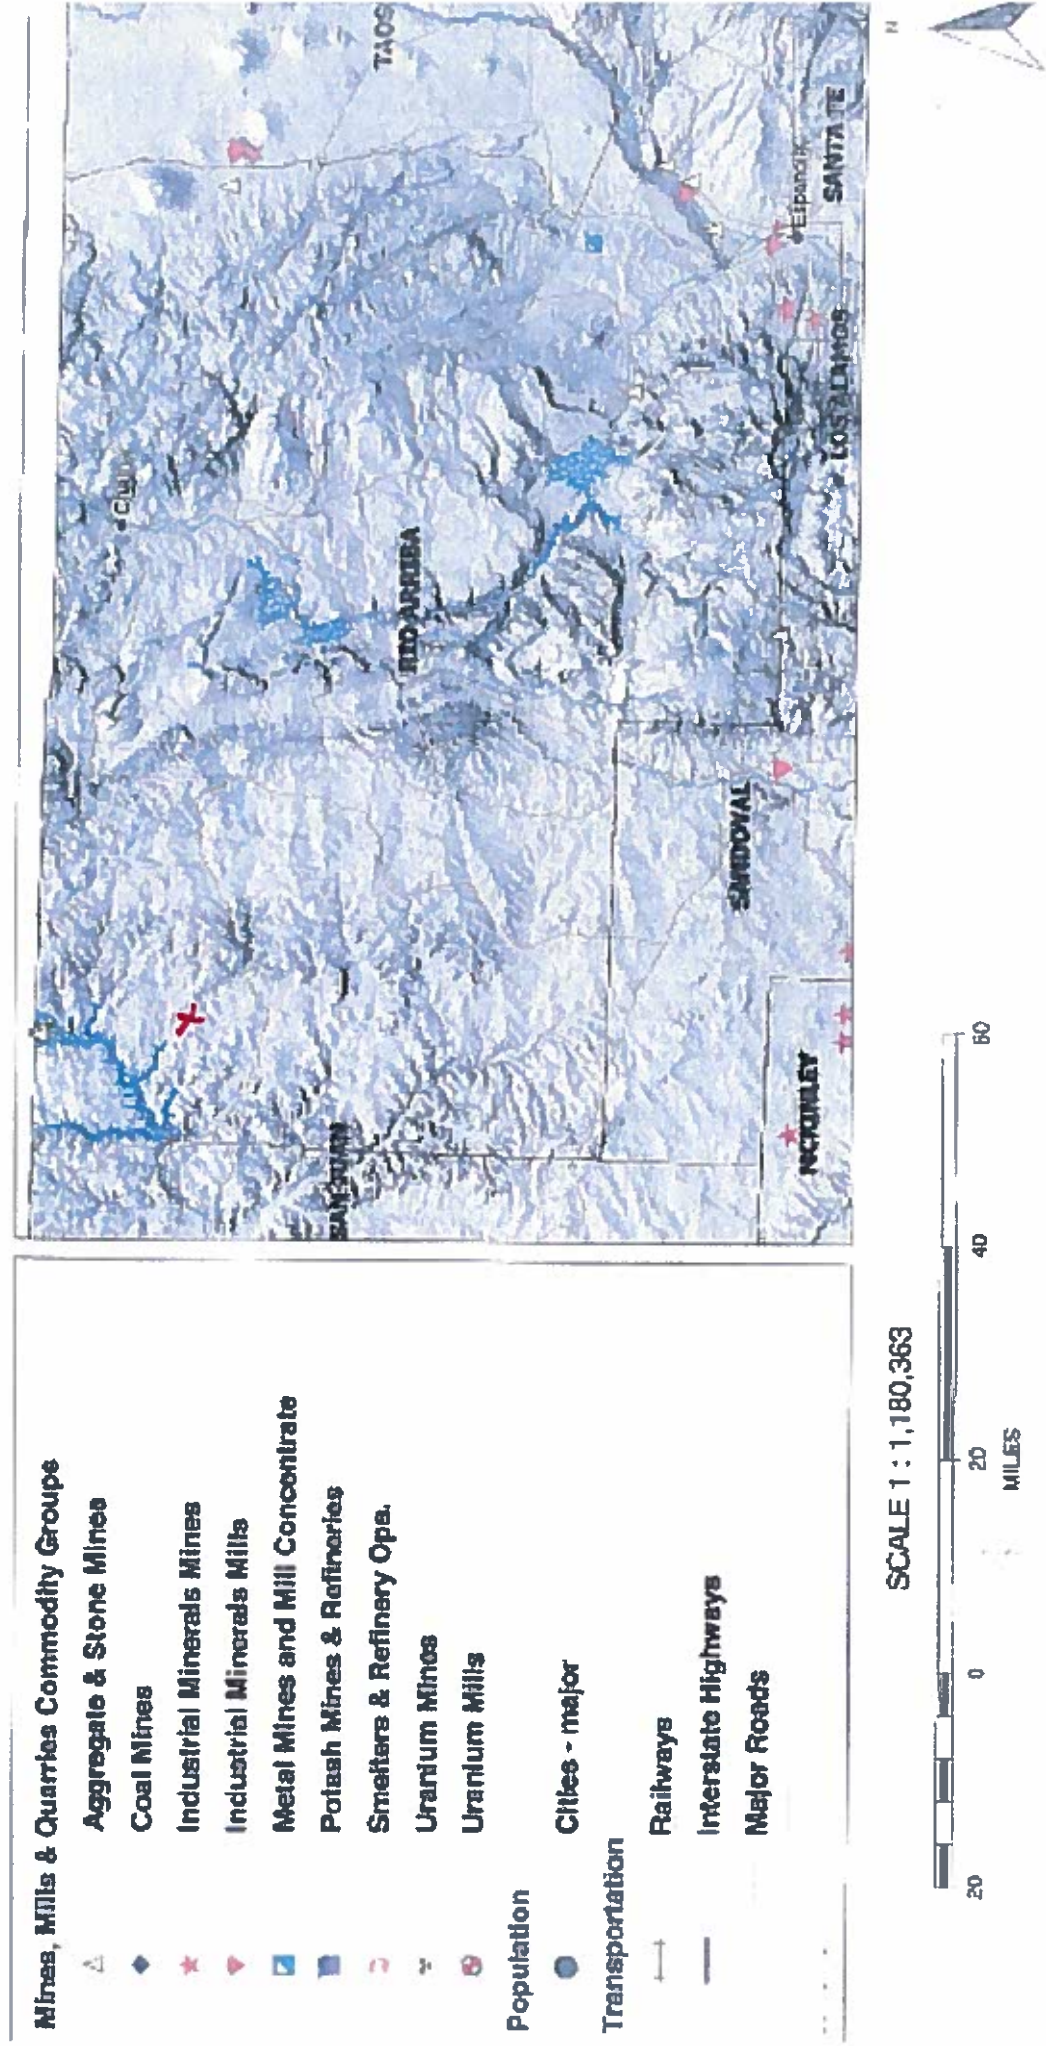 Mines, Mills & Quarries Commodity Groups
Aggregate & Stone Mines
Coal Mines
Industrial Minerals Mines
Industrial Minerals Mills
Metal Mines and Mill Concentrate
Potash Mines & Refineries
Smelters & Refinery Ops.
Uranium Mines
Uranium Mills
Population
Cities - major
Transportation
Railways
Interstate Highways
Major Roads
TAOS
RIO ARRIBA
SAN JUAN
SANDOVAL
MCKINLEY
LOS ALAMOS
Espanola
SANTA FE
N
SCALE 1 : 1,180,363
20 0 20 40 60
MILES